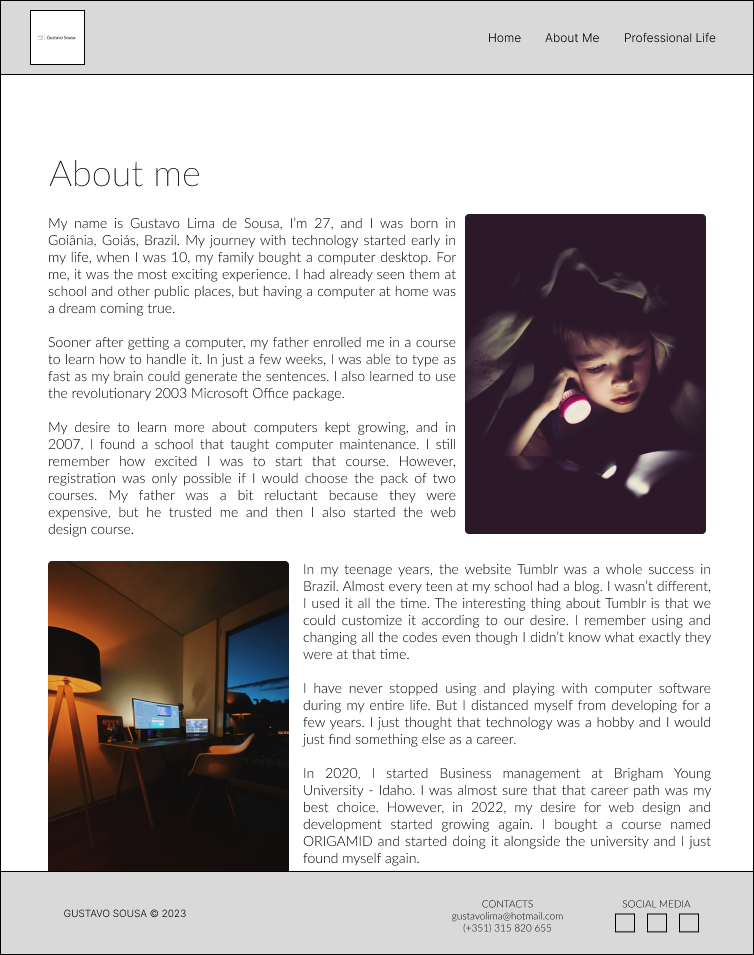 Gustavo Sousa
Home
About Me
Professional Life
About me
My name is Gustavo Lima de Sousa, I'm 27, and I was born in
Goiânia, Goiás, Brazil. My journey with technology started early in
my life, when I was 10, my family bought a computer desktop. For
me, it was the most exciting experience. I had already seen them at
school and other public places, but having a computer at home was
a dream coming true.
Sooner after getting a computer, my father enrolled me in a course
to learn how to handle it. In just a few weeks, I was able to type as
fast as my brain could generate the sentences. I also learned to use
the revolutionary 2003 Microsoft Office package.
My desire to learn more about computers kept growing, and in
2007, I found a school that taught computer maintenance. I still
remember how excited I was to start that course. However,
registration was only possible if I would choose the pack of two
courses. My father was a bit reluctant because they were
expensive, but he trusted me and then I also started the web
design course.
In my teenage years, the website Tumblr was a whole success in
Brazil. Almost every teen at my school had a blog. I wasn't different,
I used it all the time. The interesting thing about Tumblr is that we
could customize it according to our desire. I remember using and
changing all the codes even though I didn't know what exactly they
were at that time.
I have never stopped using and playing with computer software
during my entire life. But I distanced myself from developing for a
few years. I just thought that technology was a hobby and I would
just find something else as a career.
In 2020, I started Business management at Brigham Young
University - Idaho. I was almost sure that that career path was my
best choice. However, in 2022, my desire for web design and
development started growing again. I bought a course named
ORIGAMID and started doing it alongside the university and I just
found myself again.
GUSTAVO SOUSA © 2023
CONTACTS
gustavolima@hotmail.com
(+351) 315 820 655
SOCIAL MEDIA